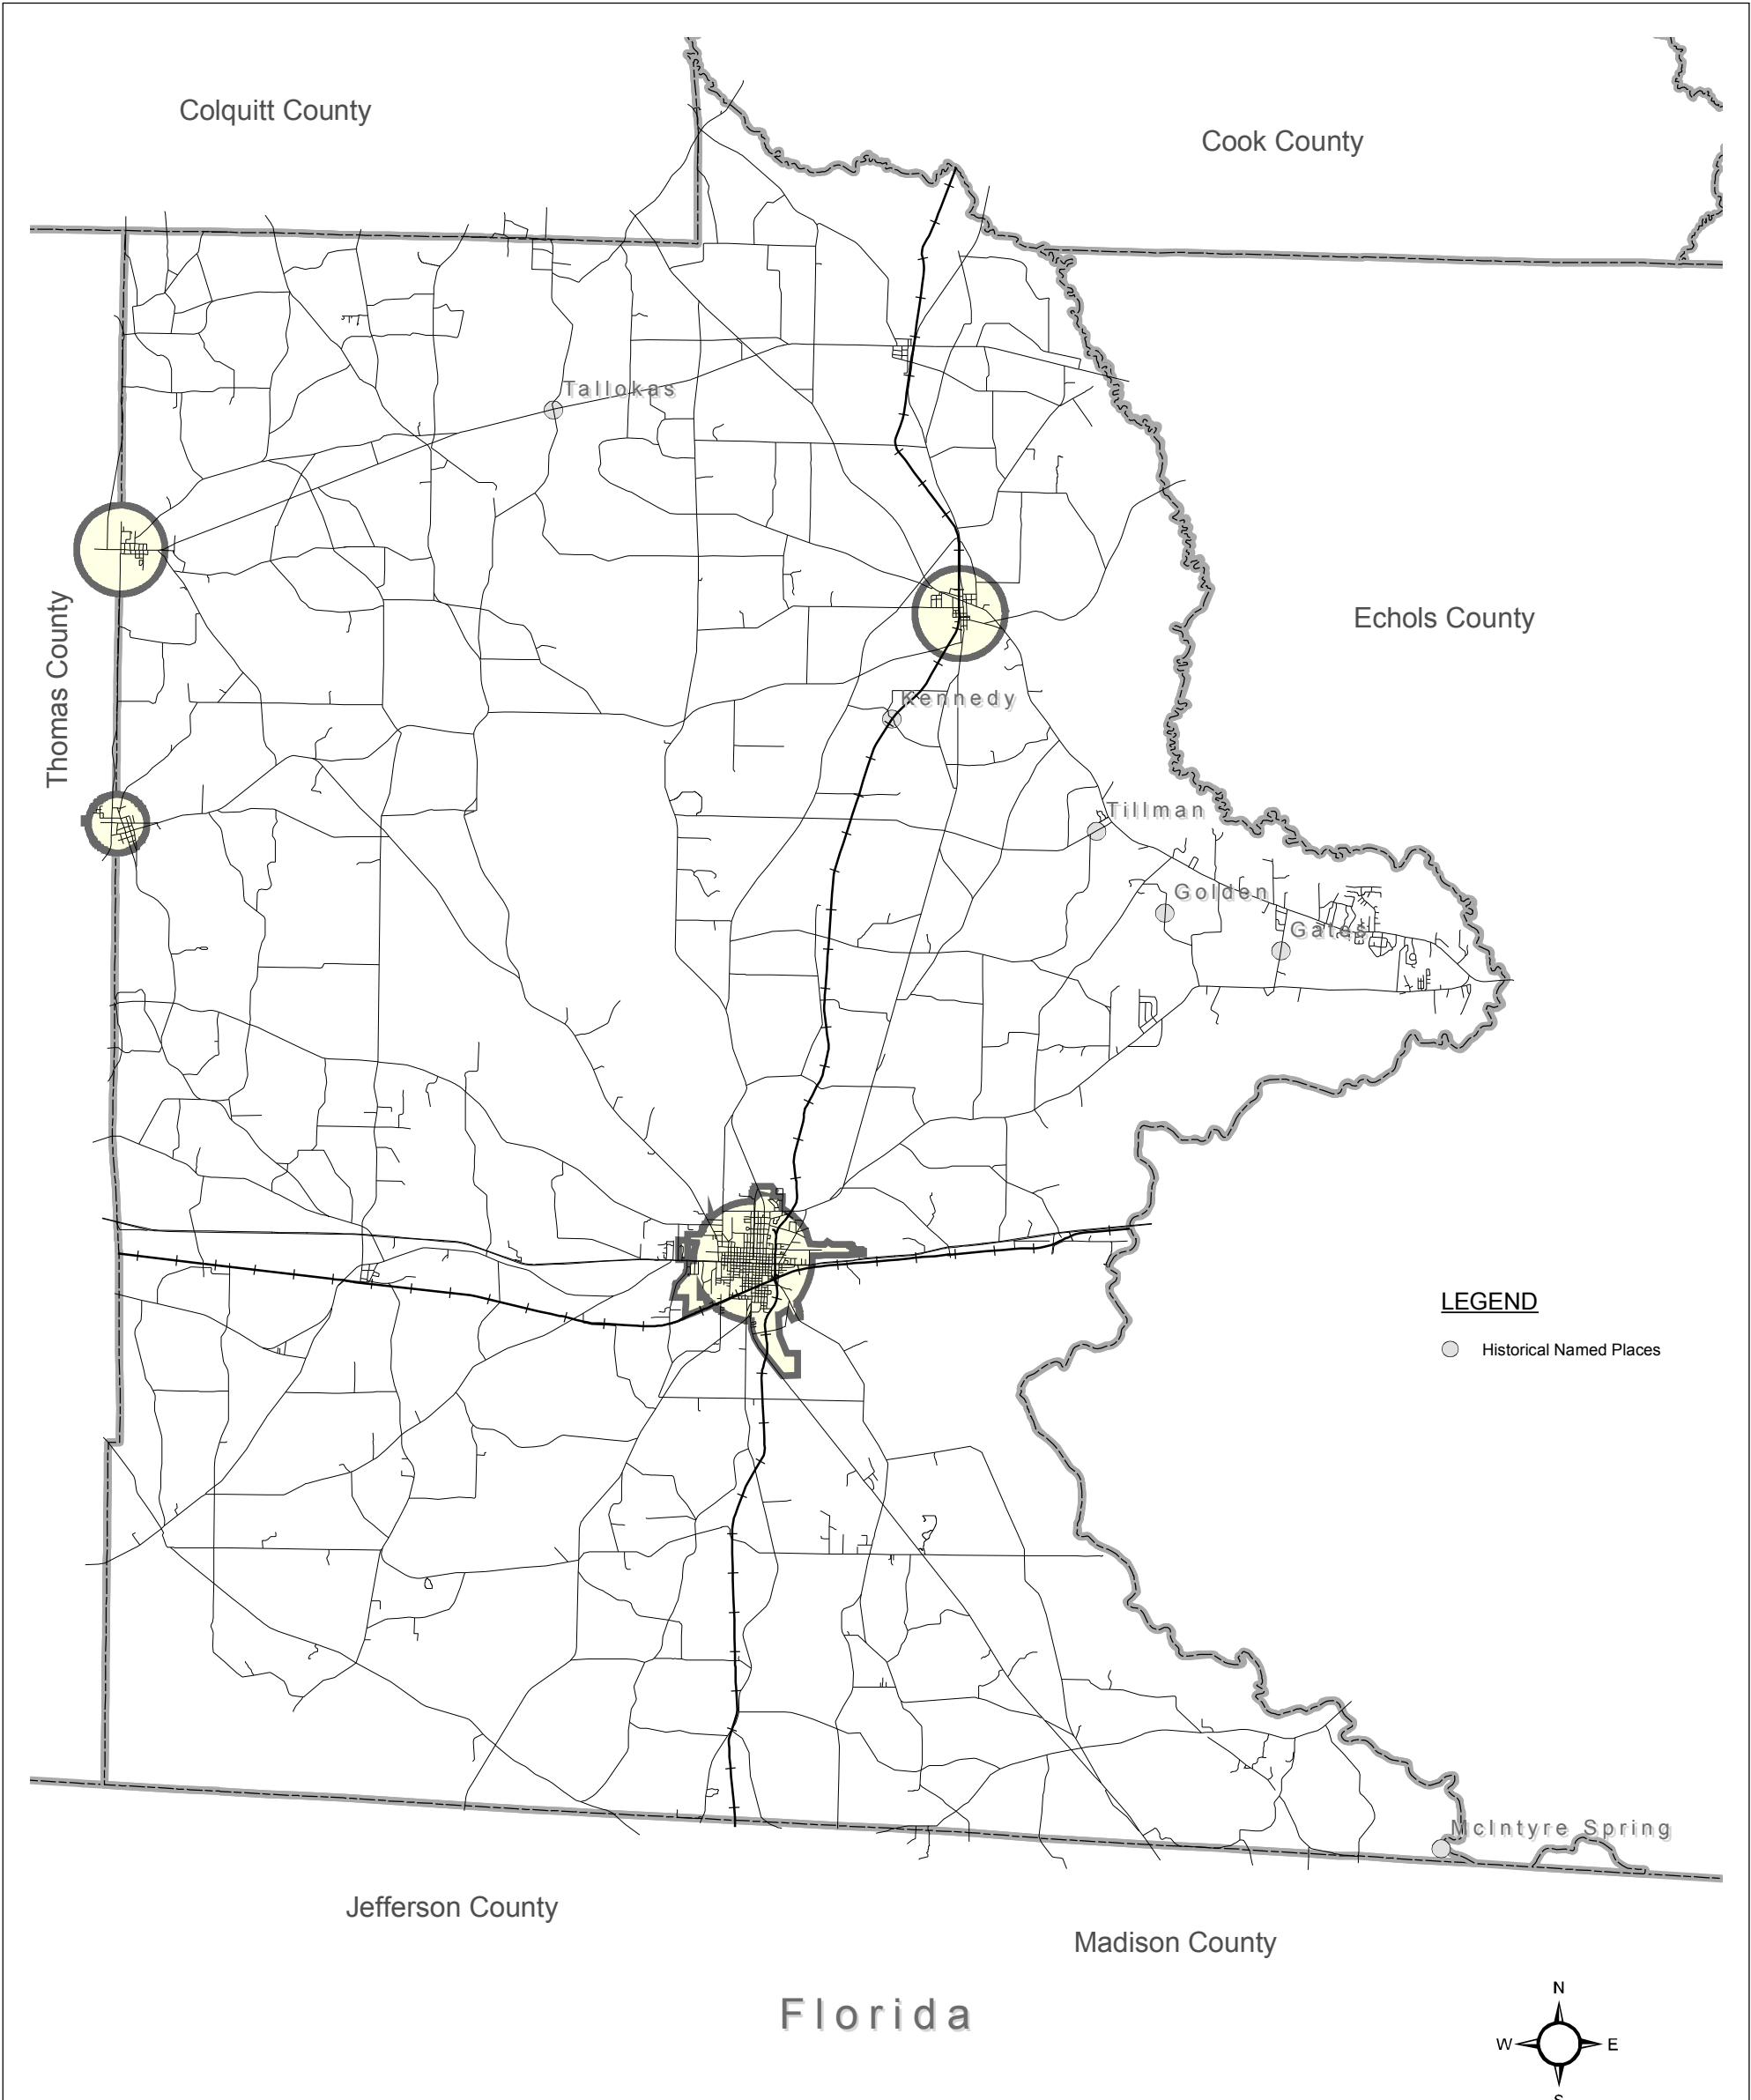 Colquitt County
Cook County
Tallokas
Thomas County
Echols County
Kennedy
Tillman
Golden
Gates
LEGEND
Historical Named Places
McIntyre Spring
Jefferson County
Madison County
Florida
N
W E
S